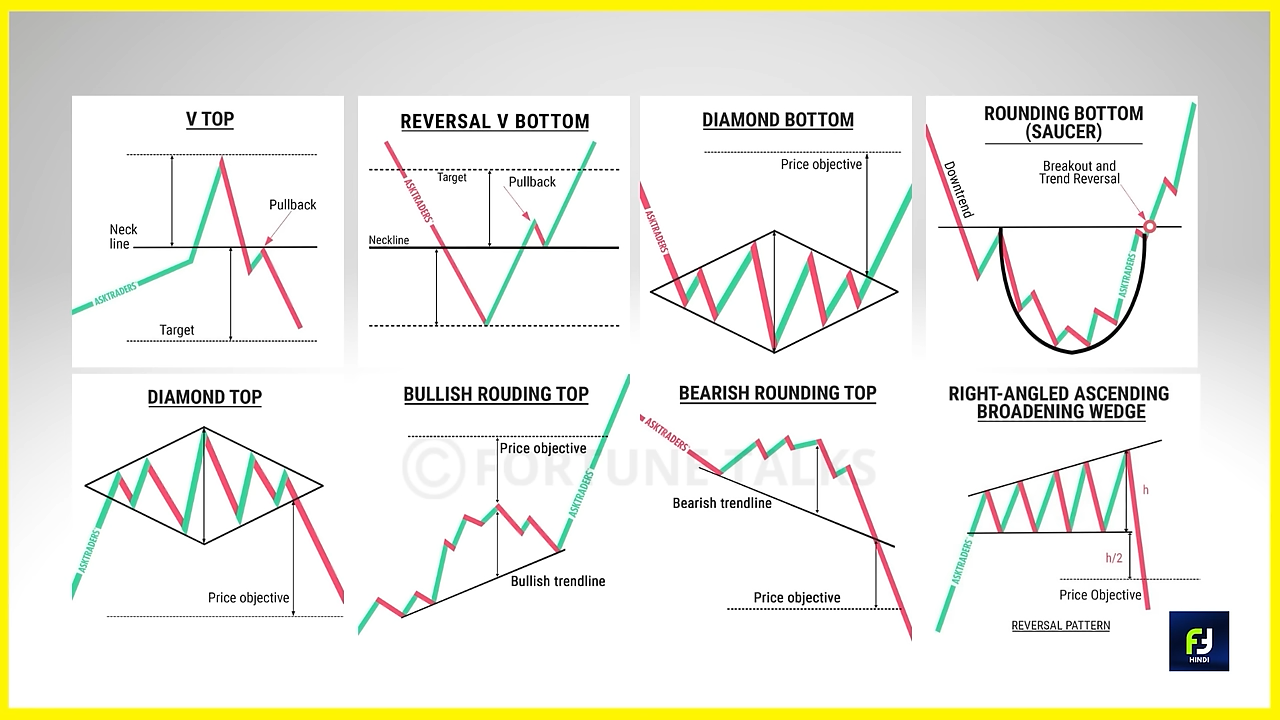 V TOP
Pullback
Neck
line
ASKTRADERS
Target
REVERSAL V BOTTOM
Target
Pullback
ASKTRADERS
Neckline
DIAMOND BOTTOM
Price objective
ASKTRADERS
ROUNDING BOTTOM
(SAUCER)
Breakout and
Trend Reversal
Downtrend
ASKTRADERS
DIAMOND TOP
ASKTRADERS
Price objective
BULLISH ROUDING TOP
Price objective
ASKTRADERS
Bullish trendline
BEARISH ROUNDING TOP
ASKTRADERS
Bearish trendline
Price objective
RIGHT-ANGLED ASCENDING
BROADENING WEDGE
h
h/2
ASKTRADERS
Price Objective
REVERSAL PATTERN
© FORTUNE TALKS
FT
HINDI